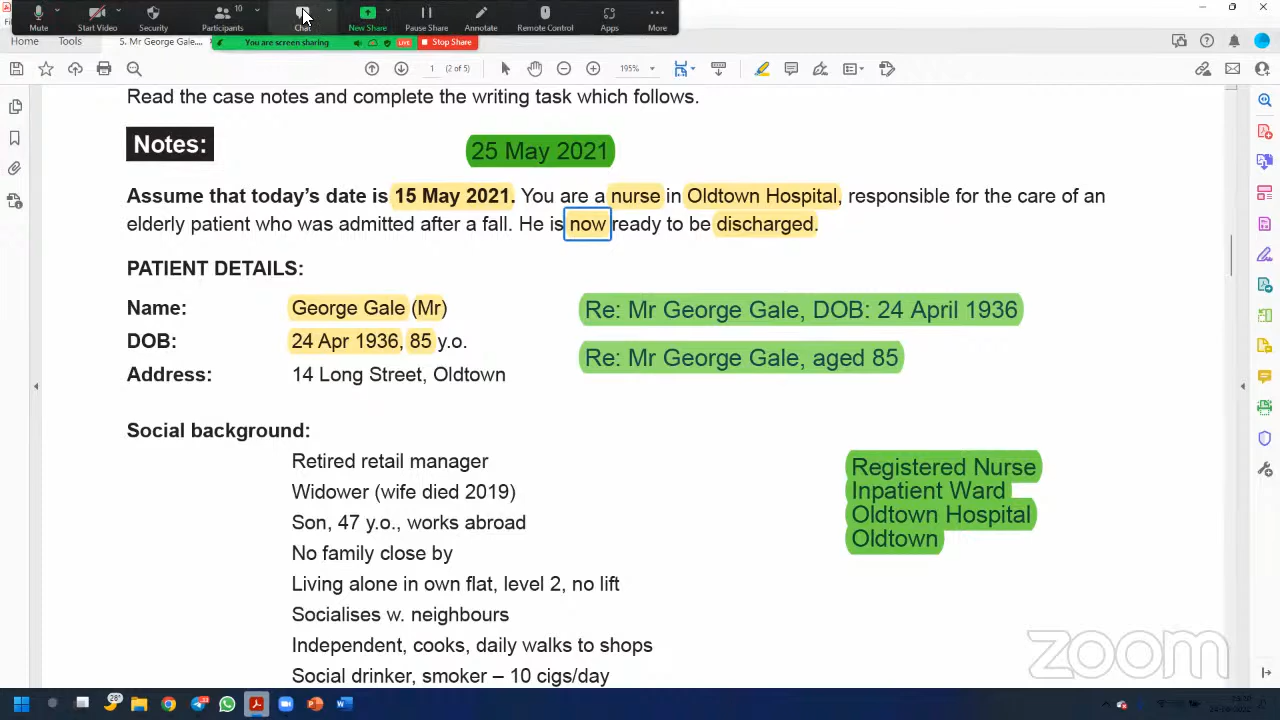 Mute
Start Video
Security
10
Participants
Chat
New Share
Pause Share
Annotate
Remote Control
Apps
More
Home
Tools
5. Mr George Gale....
You are screen sharing
LIVE
Stop Share
1
(2 of 5)
195%
Read the case notes and complete the writing task which follows.
Notes:
25 May 2021
Assume that today's date is 15 May 2021. You are a nurse in Oldtown Hospital, responsible for the care of an
elderly patient who was admitted after a fall. He is now ready to be discharged.
PATIENT DETAILS:
Name: George Gale (Mr)
Re: Mr George Gale, DOB: 24 April 1936
DOB: 24 Apr 1936, 85 y.o.
Re: Mr George Gale, aged 85
Address: 14 Long Street, Oldtown
Social background:
Retired retail manager
Widower (wife died 2019)
Son, 47 y.o., works abroad
No family close by
Living alone in own flat, level 2, no lift
Socialises w. neighbours
Independent, cooks, daily walks to shops
Social drinker, smoker – 10 cigs/day
Registered Nurse
Inpatient Ward
Oldtown Hospital
Oldtown
zoom
28°